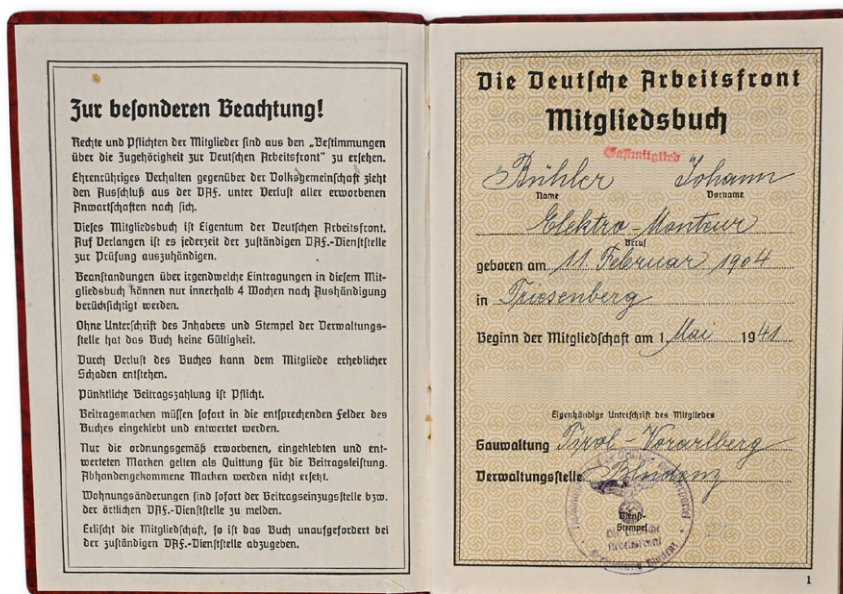 Zur besonderen Beachtung!
Rechte und Pflichten der Mitglieder sind aus den „Bestimmungen
über die Zugehörigkeit zur Deutschen Arbeitsfront“ zu ersehen.
Ehrenrühriges Verhalten gegenüber der Volksgemeinschaft zieht
den Ausschluß aus der DAF. unter Verlust aller erworbenen
Anwartschaften nach sich.
Dieses Mitgliedsbuch ist Eigentum der Deutschen Arbeitsfront.
Auf Verlangen ist es jederzeit der zuständigen DAF.-Dienststelle
zur Prüfung auszuhändigen.
Beanstandungen über irgendwelche Eintragungen in diesem Mit-
gliedsbuch können nur innerhalb 4 Wochen nach Aushändigung
berücksichtigt werden.
Ohne Unterschrift des Inhabers und Stempel der Verwaltungs-
stelle hat das Buch keine Gültigkeit.
Durch Verlust des Buches kann dem Mitgliede erheblicher
Schaden entstehen.
Pünktliche Beitragszahlung ist Pflicht.
Beitragsmarken müssen sofort in die entsprechenden Felder des
Buches eingeklebt und entwertet werden.
Nur die ordnungsgemäß erworbenen, eingeklebten und ent-
werteten Marken gelten als Quittung für die Beitragsleistung.
Abhandengekommene Marken werden nicht ersetzt.
Wohnungsänderungen sind sofort der Beitragseinzugsstelle bzw.
der örtlichen DAF.-Dienststelle zu melden.
Erlischt die Mitgliedschaft, so ist das Buch unaufgefordert bei
der zuständigen DAF.-Dienststelle abzugeben.
Die Deutsche Arbeitsfront
Mitgliedsbuch
Gastmitglied
Bühler Johann
Name Vorname
Elektro-Monteur
Beruf
geboren am 11. Februar 1904
in Triesenberg
Beginn der Mitgliedschaft am 1. Mai 1941
Eigenhändige Unterschrift des Mitgliedes
Gauwaltung Tirol-Vorarlberg
Verwaltungsstelle Bludenz
Dienst-
Stempel
Die Deutsche
Arbeitsfront
1